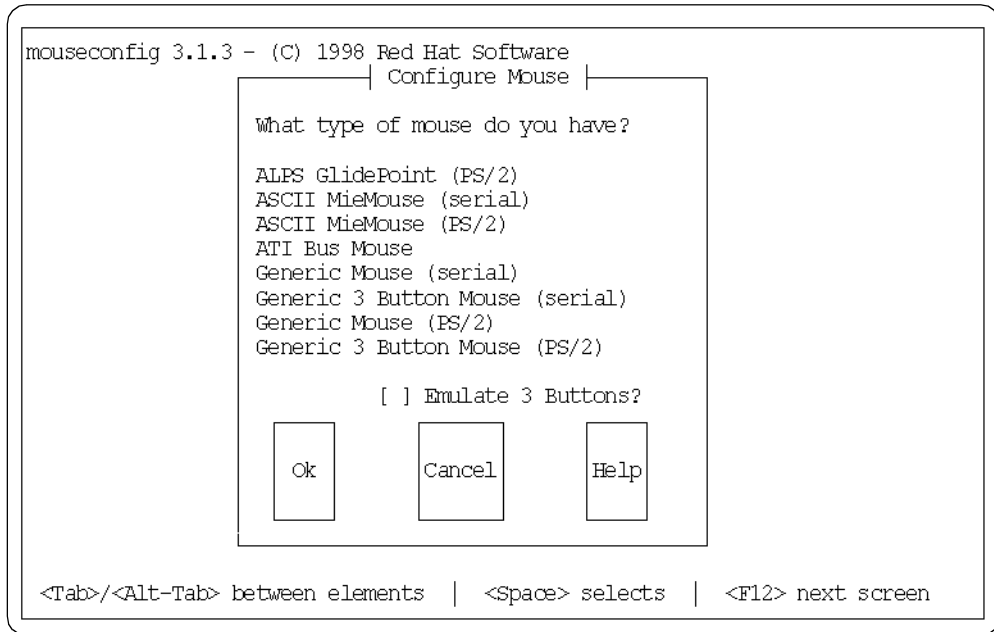 mouseconfig 3.1.3 - (C) 1998 Red Hat Software
Configure Mouse
What type of mouse do you have?
ALPS GlidePoint (PS/2)
ASCII MieMouse (serial)
ASCII MieMouse (PS/2)
ATI Bus Mouse
Generic Mouse (serial)
Generic 3 Button Mouse (serial)
Generic Mouse (PS/2)
Generic 3 Button Mouse (PS/2)
[ ] Emulate 3 Buttons?
Ok Cancel Help
<Tab>/<Alt-Tab> between elements | <Space> selects | <F12> next screen